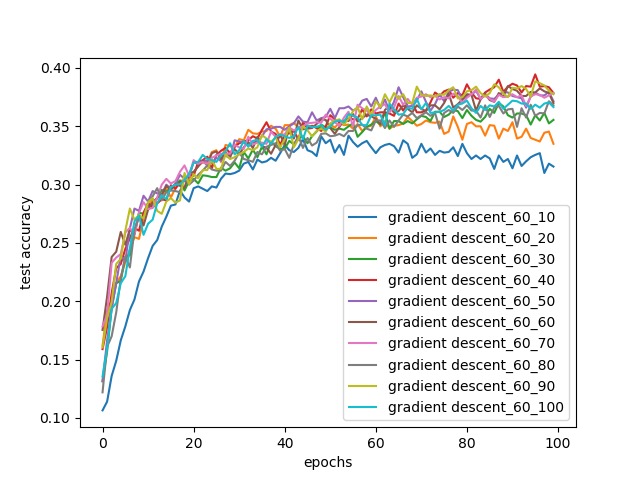 0.40
0.35
0.30
0.25
0.20
0.15
0.10
test accuracy
0
20
40
60
80
100
epochs
gradient descent_60_10
gradient descent_60_20
gradient descent_60_30
gradient descent_60_40
gradient descent_60_50
gradient descent_60_60
gradient descent_60_70
gradient descent_60_80
gradient descent_60_90
gradient descent_60_100